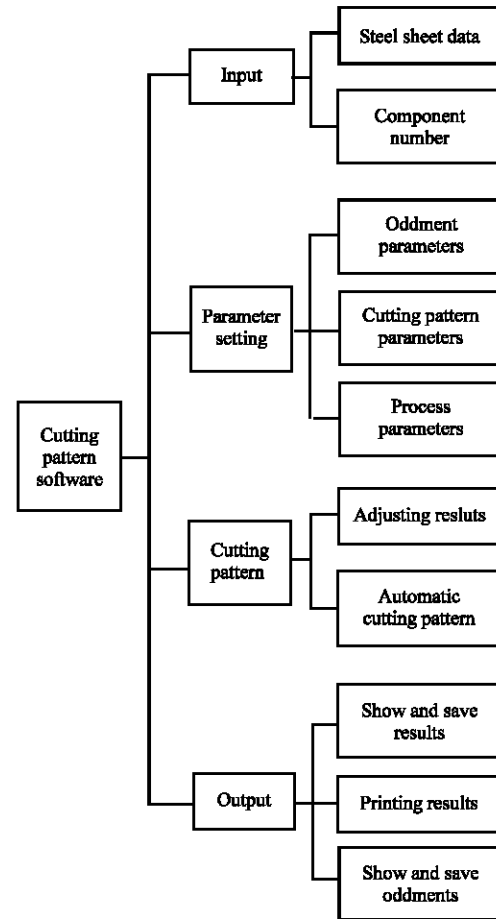 Steel sheet data
Input
Component
number
Oddment
parameters
Parameter
setting
Cutting pattern
parameters
Process
parameters
Cutting
pattern
software
Adjusting resluts
Cutting
pattern
Automatic
cutting pattern
Show and save
results
Output
Printing results
Show and save
oddments